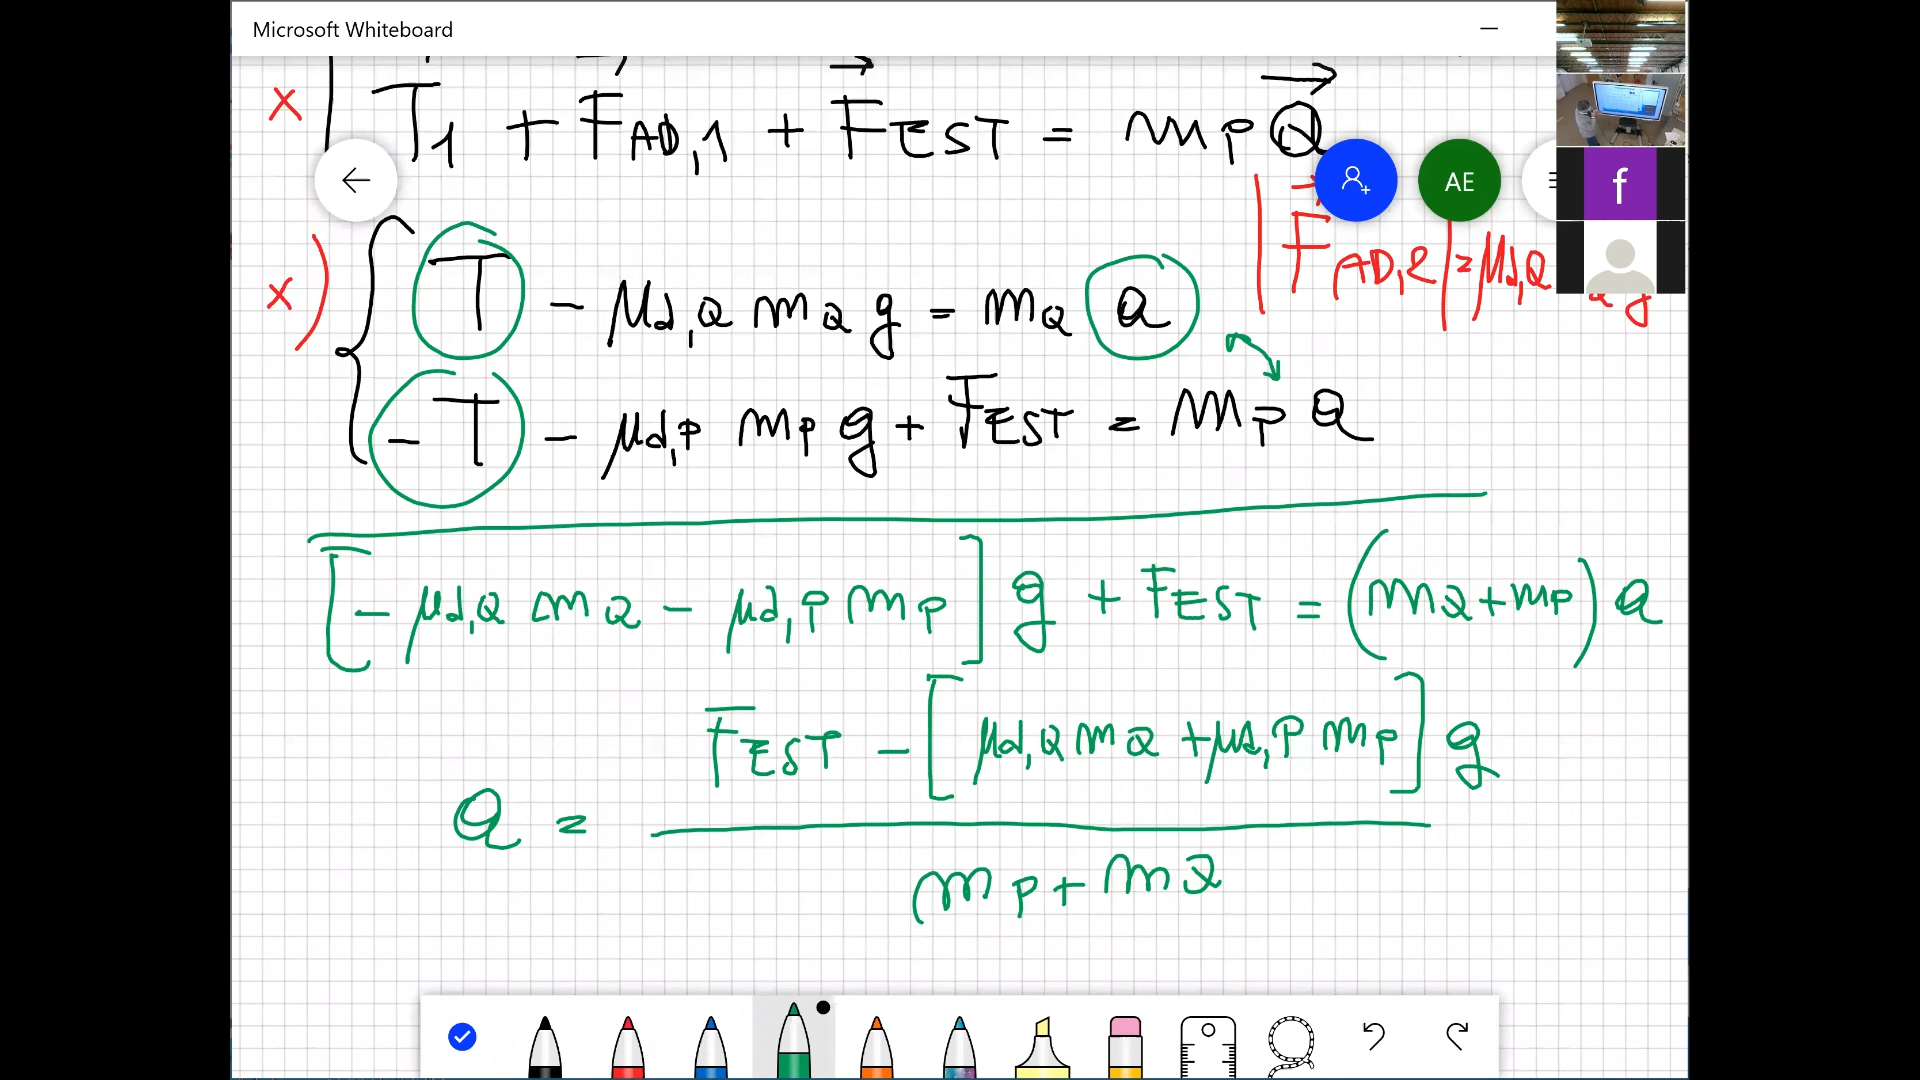 Microsoft Whiteboard
x T1 + FAD,1 + FEST = mp a
AE
f
|FAD,2| = μd,Q g
x) T - μd,Q mQ g = mQ a
- T - μd,P mP g + FEST = mP a
[- μd,Q mQ - μd,P mP] g + FEST = (mQ + mP) a
FEST - [μd,Q mQ + μd,P mP] g
a =
mP + mQ